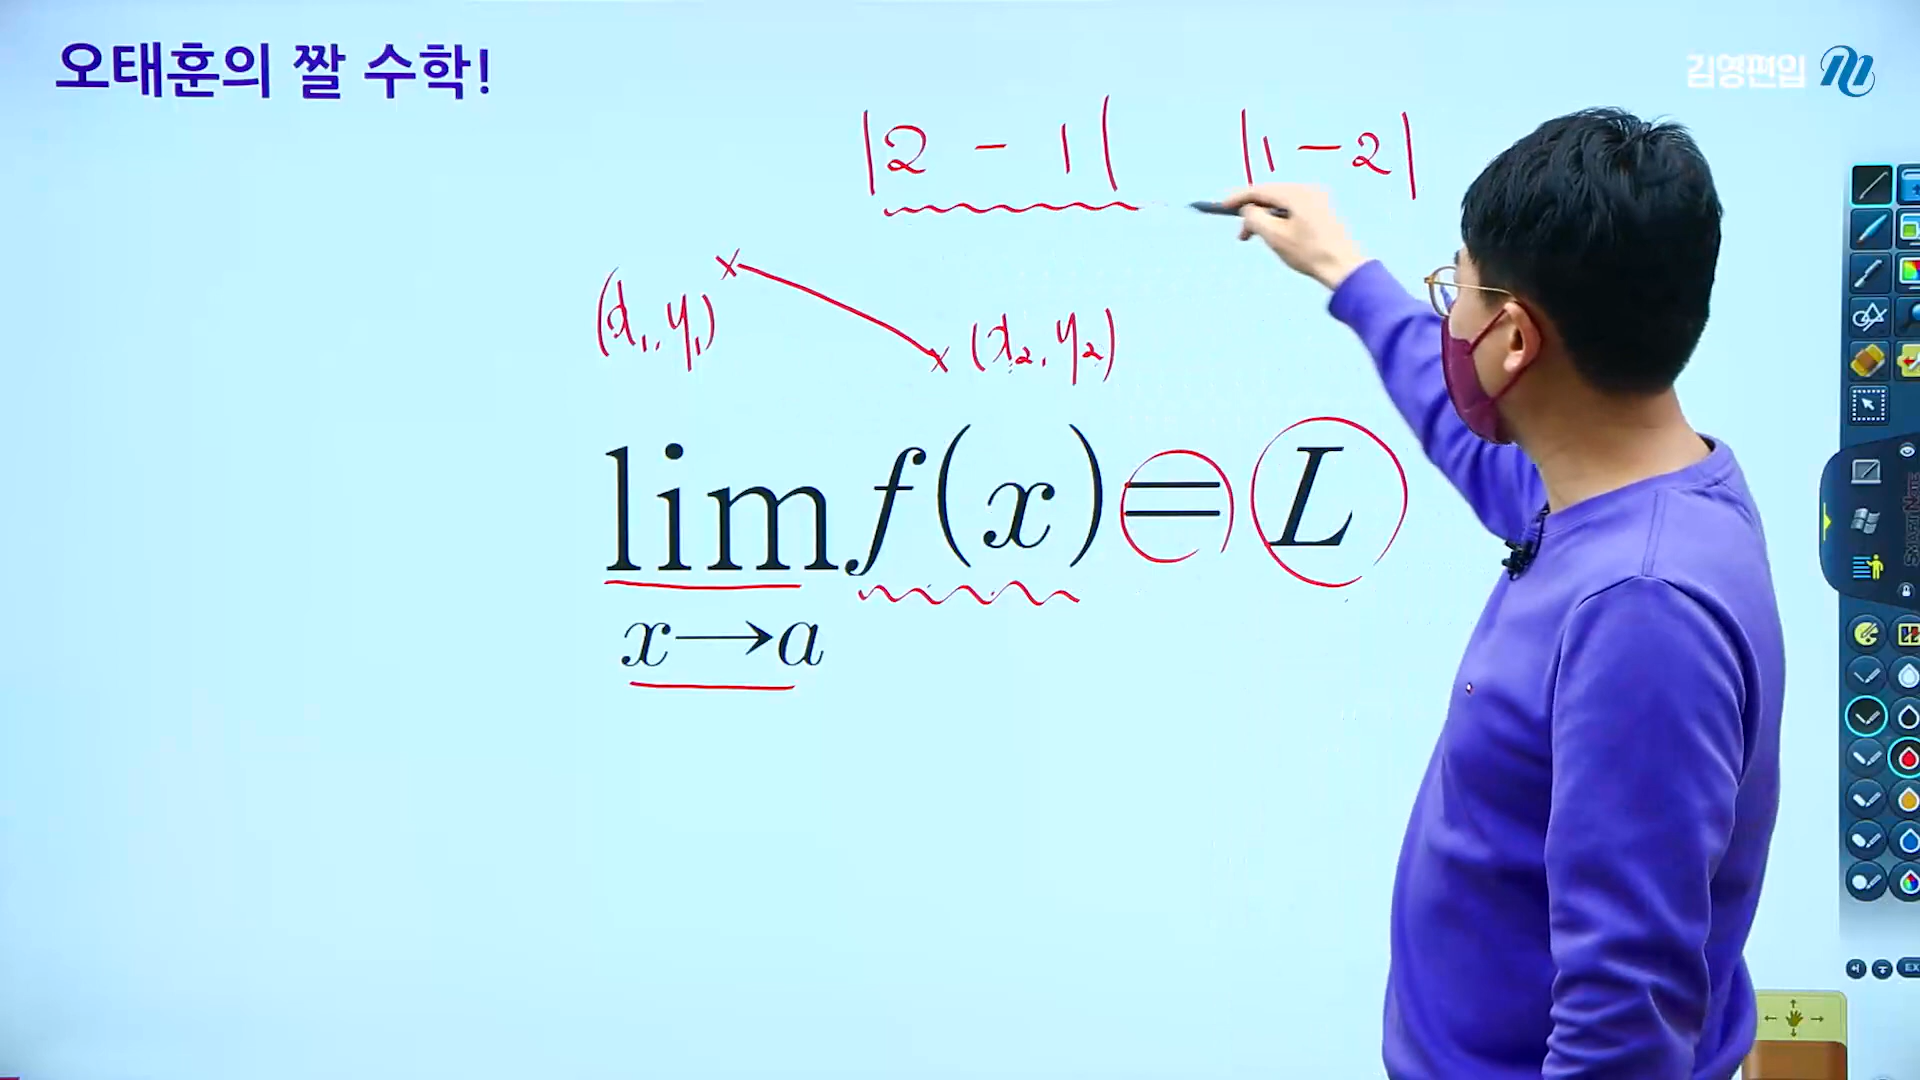 오태훈의 짤 수학!
김영편입 M
|2 - 1| |1-2|
(x₁, y₁)
(x₂, y₂)
lim f(x) = L
x→a